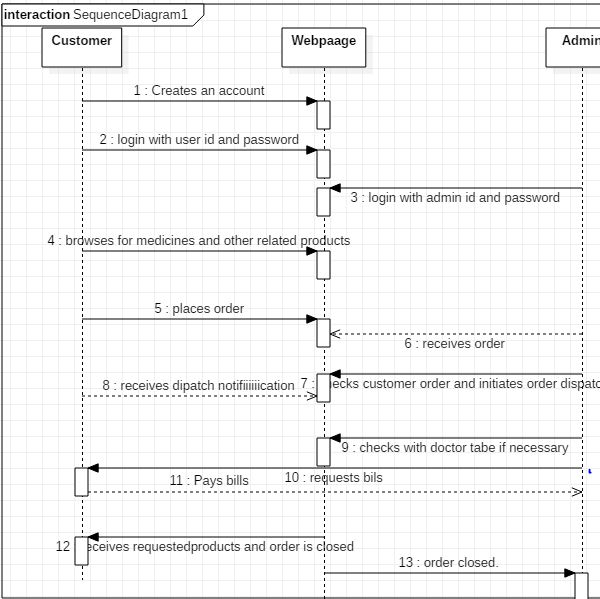 interaction SequenceDiagram1
Customer
Webpaage
Admin
1 : Creates an account
2 : login with user id and password
3 : login with admin id and password
4 : browses for medicines and other related products
5 : places order
6 : receives order
7 : customer order and initiates order
8 : receives dipatch notifiiiiiication
9 : checks with doctor tabe if necessary
10 : requests bils
11 : Pays bills
12 requestedproducts and order is closed
13 : order closed.